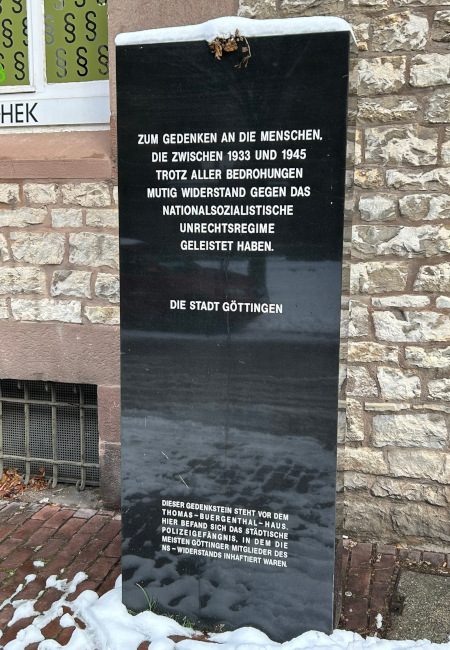 § § § § §
§ § § § §
HEK
ZUM GEDENKEN AN DIE MENSCHEN,
DIE ZWISCHEN 1933 UND 1945
TROTZ ALLER BEDROHUNGEN
MUTIG WIDERSTAND GEGEN DAS
NATIONALSOZIALISTISCHE
UNRECHTSREGIME
GELEISTET HABEN.
DIE STADT GÖTTINGEN
DIESER GEDENKSTEIN STEHT VOR DEM
THOMAS-BUERGENTHAL-HAUS.
HIER BEFAND SICH DAS STÄDTISCHE
POLIZEIGEFÄNGNIS, IN DEM DIE
MEISTEN GÖTTINGER MITGLIEDER DES
NS-WIDERSTANDS INHAFTIERT WAREN.